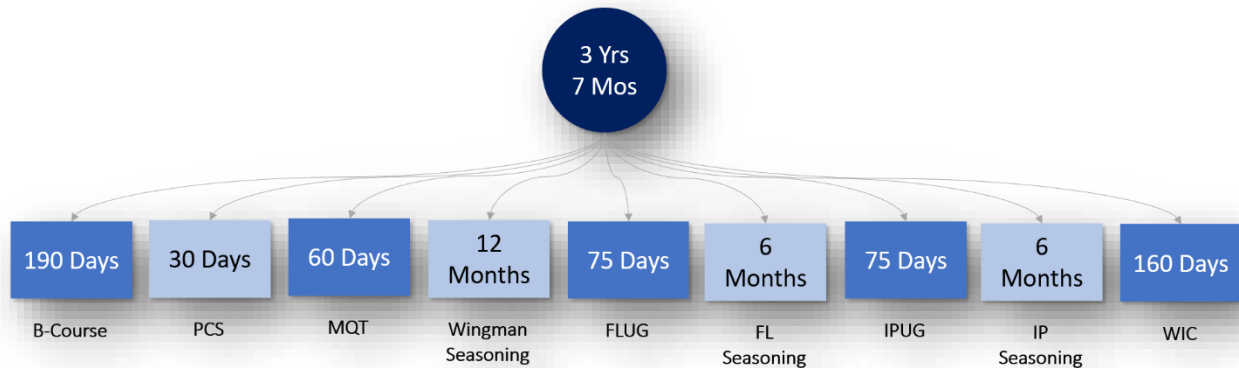 3 Yrs
7 Mos
190 Days
30 Days
60 Days
12
Months
75 Days
6
Months
75 Days
6
Months
160 Days
B-Course
PCS
MQT
Wingman
Seasoning
FLUG
FL
Seasoning
IPUG
IP
Seasoning
WIC